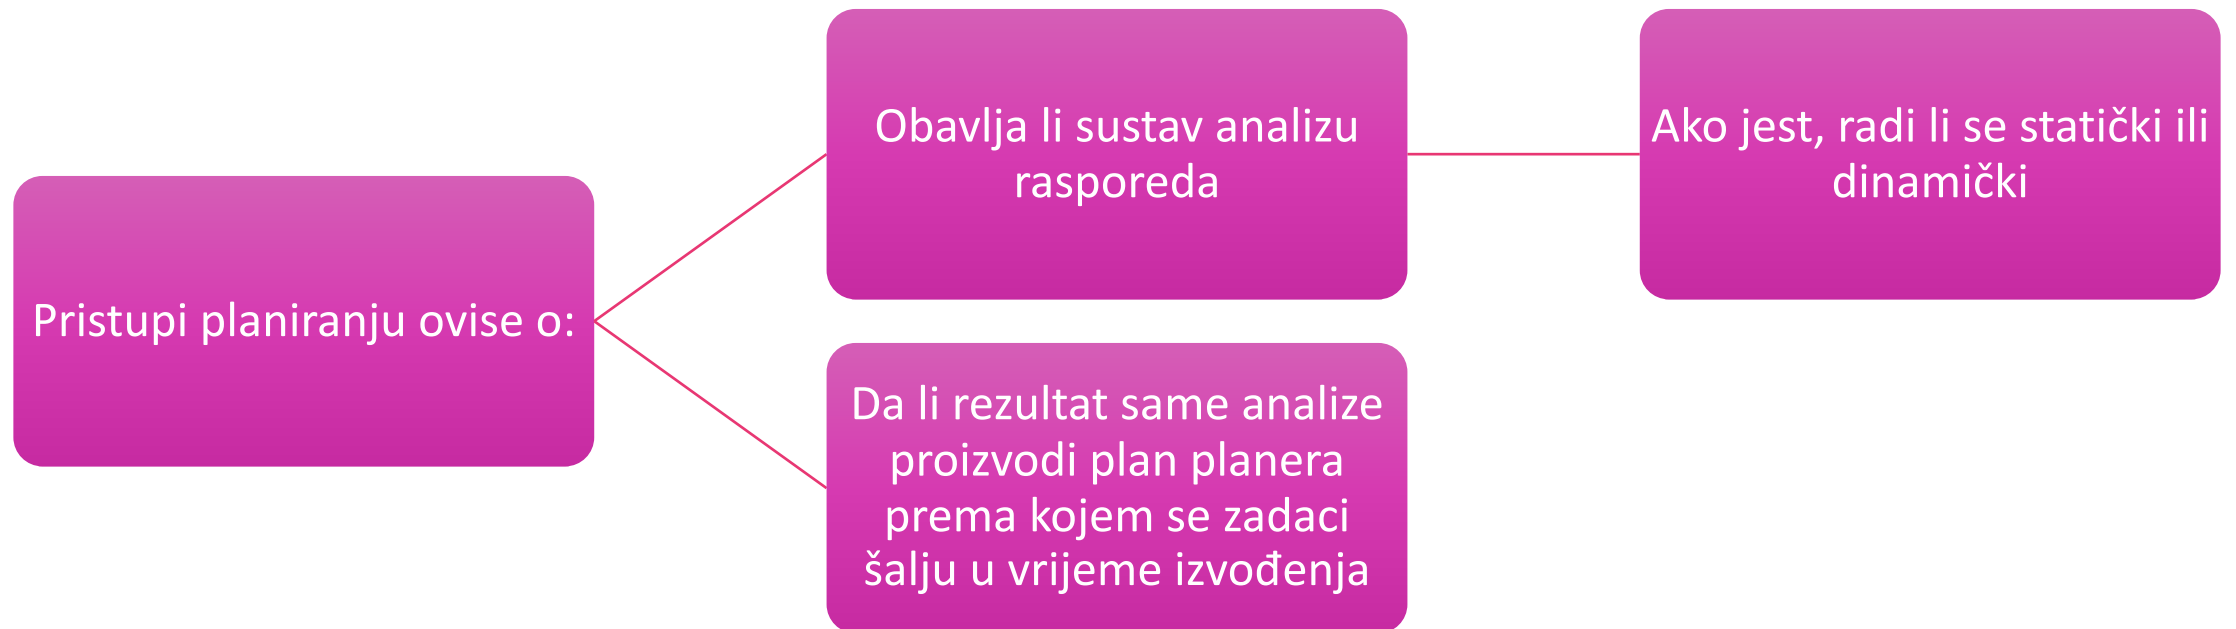 Pristupi planiranju ovise o:
Obavlja li sustav analizu
rasporeda
Ako jest, radi li se statički ili
dinamički
Da li rezultat same analize
proizvodi plan planera
prema kojem se zadaci
šalju u vrijeme izvođenja